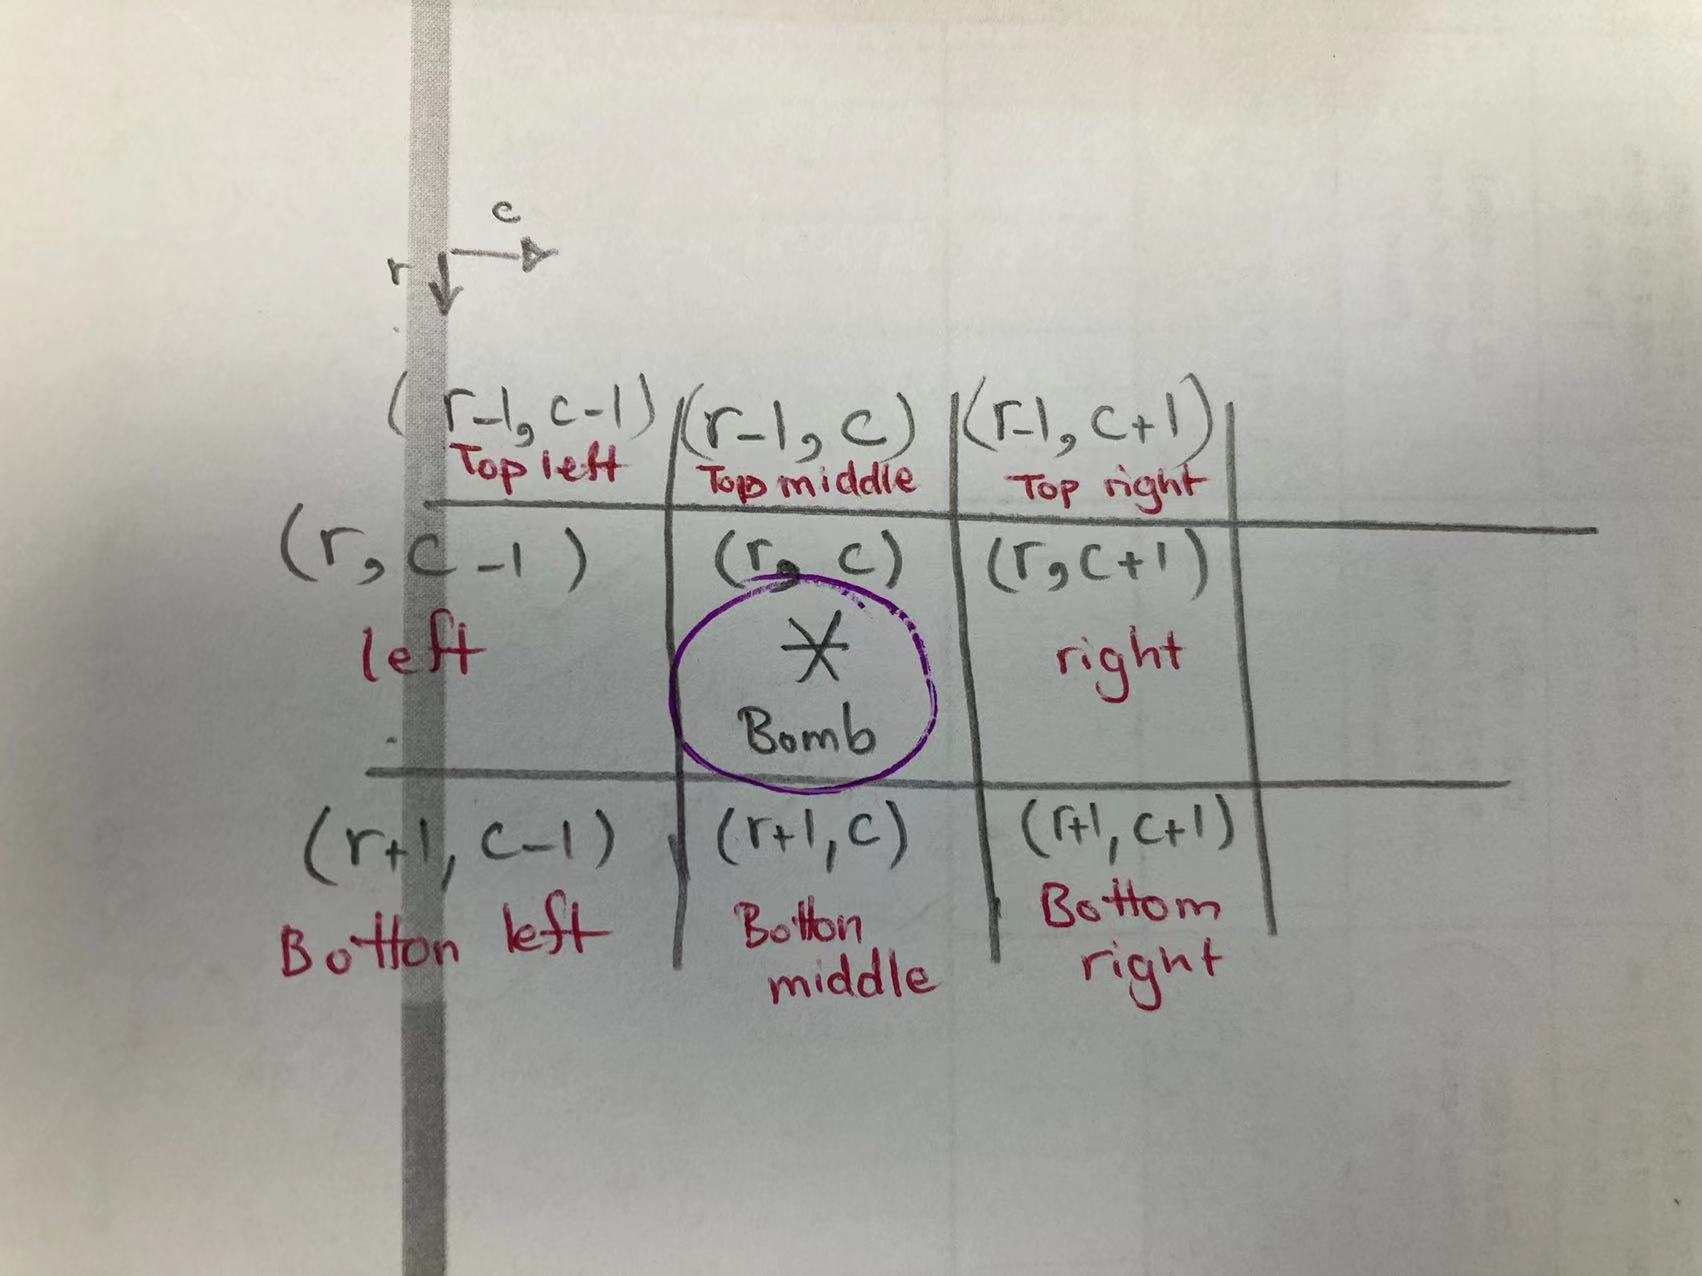 c
r
(r-1, c-1) (r-1, c) (r-1, c+1)
Top left Top middle Top right
(r, c-1) (r, c) (r, c+1)
left * right
Bomb
(r+1, c-1) (r+1, c) (r+1, c+1)
Botton left Botton middle Bottom right